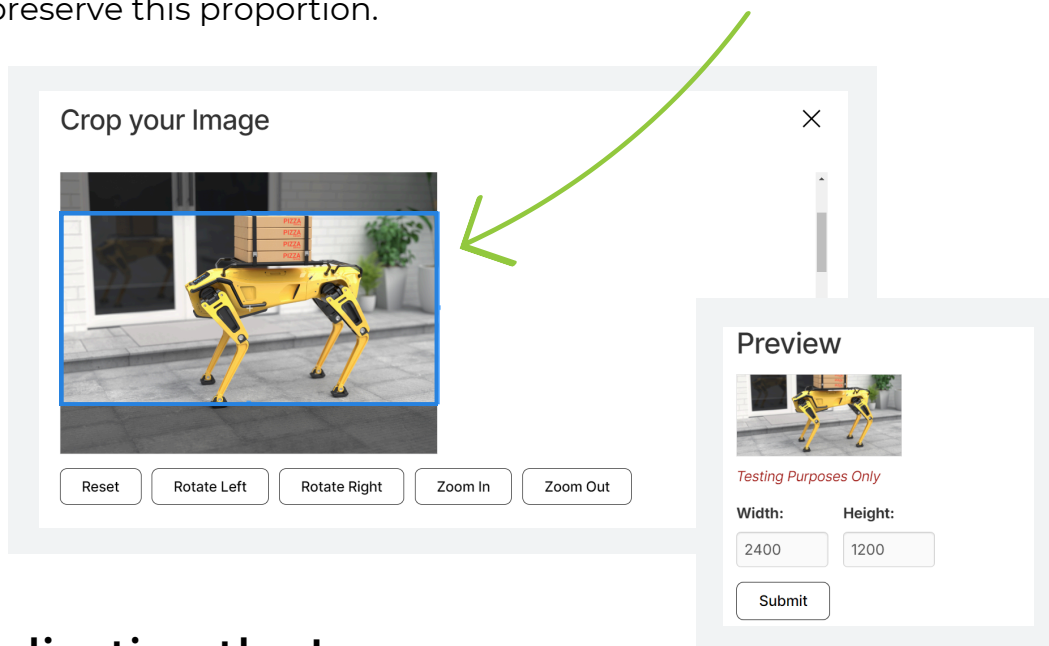 preserve this proportion.
Crop your Image
PIZZA
PIZZA
PIZZA
PIZZA
Reset Rotate Left Rotate Right Zoom In Zoom Out
Preview
Testing Purposes Only
Width: Height:
2400 1200
Submit